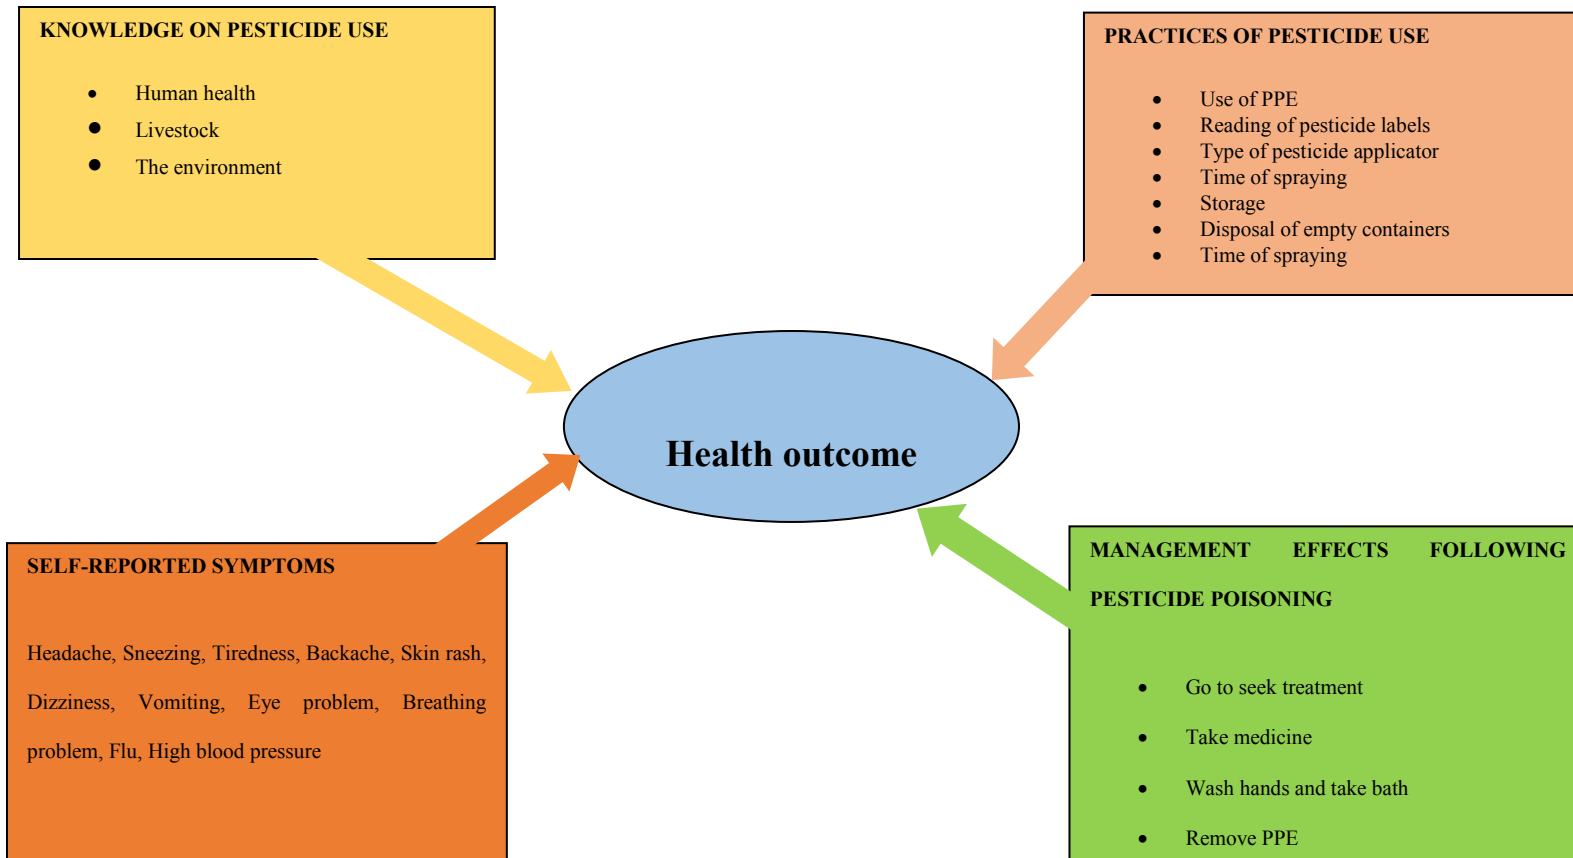 KNOWLEDGE ON PESTICIDE USE
Human health
Livestock
The environment
PRACTICES OF PESTICIDE USE
Use of PPE
Reading of pesticide labels
Type of pesticide applicator
Time of spraying
Storage
Disposal of empty containers
Time of spraying
Health outcome
SELF-REPORTED SYMPTOMS
Headache, Sneezing, Tiredness, Backache, Skin rash,
Dizziness, Vomiting, Eye problem, Breathing
problem, Flu, High blood pressure
MANAGEMENT EFFECTS FOLLOWING
PESTICIDE POISONING
Go to seek treatment
Take medicine
Wash hands and take bath
Remove PPE